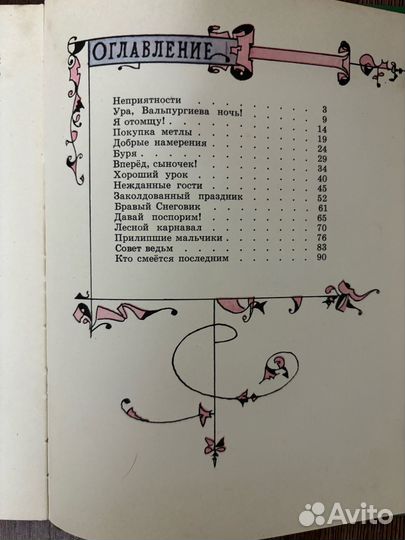 ОГЛАВЛЕНИЕ
Неприятности . . . . . . . . 3
Ура, Вальпургиева ночь! . . . . . . 9
Я отомщу! . . . . . . . . . 14
Покупка метлы . . . . . . . . 19
Добрые намерения . . . . . . . 24
Буря . . . . . . . . . . 29
Вперёд, сыночек! . . . . . . . 34
Хороший урок . . . . . . . . 40
Нежданные гости . . . . . . . 45
Заколдованный праздник . . . . . . 52
Бравый Снеговик . . . . . . . 61
Давай поспорим! . . . . . . . 65
Лесной карнавал . . . . . . . 70
Прилипшие мальчики . . . . . . 76
Совет ведьм . . . . . . . . 83
Кто смеётся последним . . . . . . 90
Avito